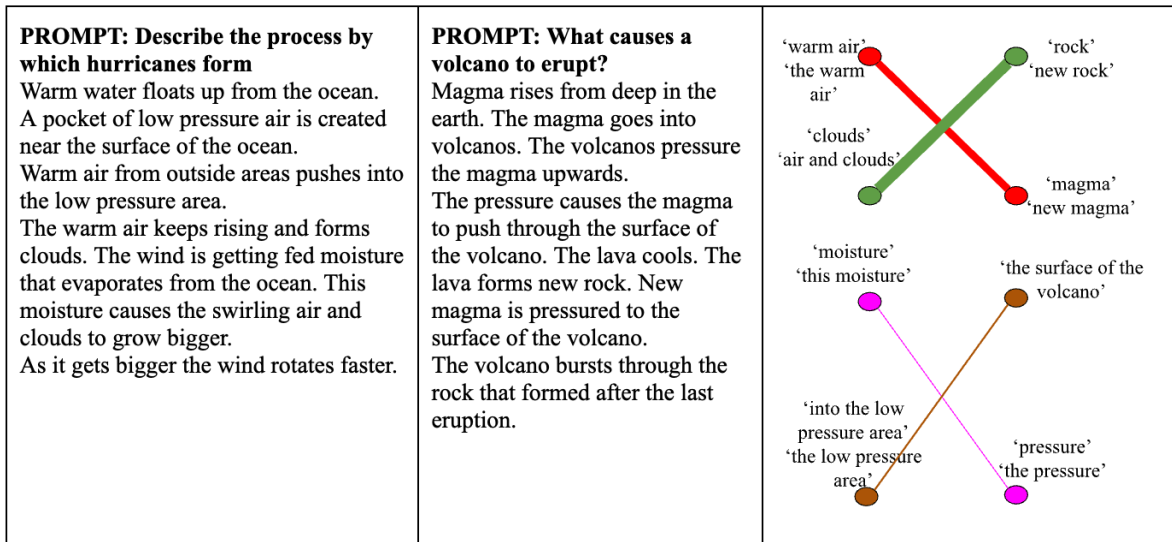 PROMPT: Describe the process by
which hurricanes form
Warm water floats up from the ocean.
A pocket of low pressure air is created
near the surface of the ocean.
Warm air from outside areas pushes into
the low pressure area.
The warm air keeps rising and forms
clouds. The wind is getting fed moisture
that evaporates from the ocean. This
moisture causes the swirling air and
clouds to grow bigger.
As it gets bigger the wind rotates faster.
PROMPT: What causes a
volcano to erupt?
Magma rises from deep in the
earth. The magma goes into
volcanos. The volcanos pressure
the magma upwards.
The pressure causes the magma
to push through the surface of
the volcano. The lava cools. The
lava forms new rock. New
magma is pressured to the
surface of the volcano.
The volcano bursts through the
rock that formed after the last
eruption.
‘warm air’
‘the warm
air’
‘rock’
‘new rock’
‘clouds’
‘air and clouds’
‘magma’
‘new magma’
‘moisture’
‘this moisture’
‘the surface of the
volcano’
‘into the low
pressure area’
‘the low pressure
area’
‘pressure’
‘the pressure’